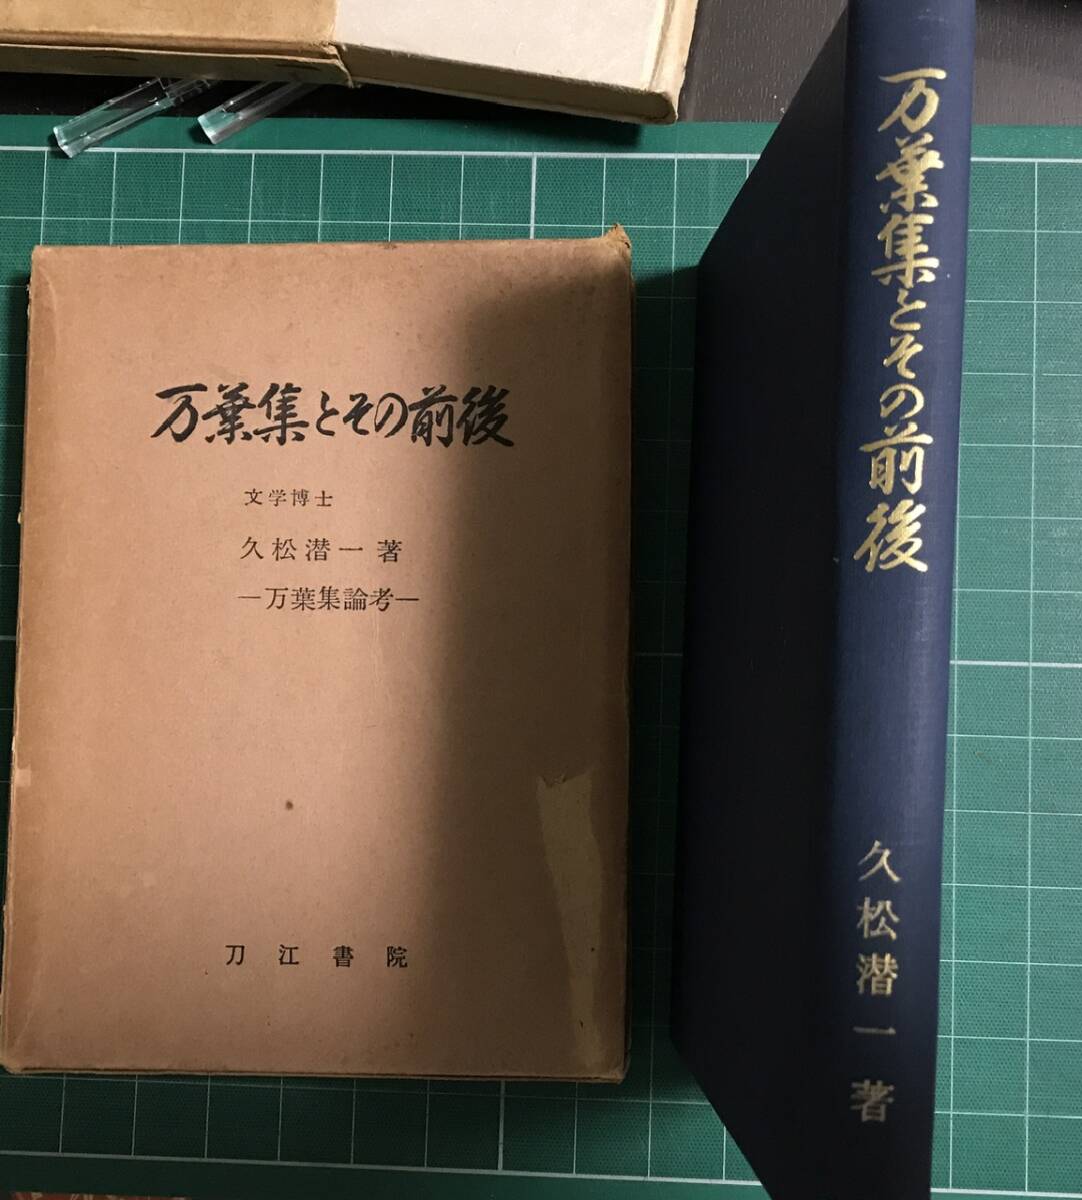 万葉集とその前後
文学博士
久松潜一著
―万葉集論考―
刀江書院
万葉集とその前後
久松潜一著